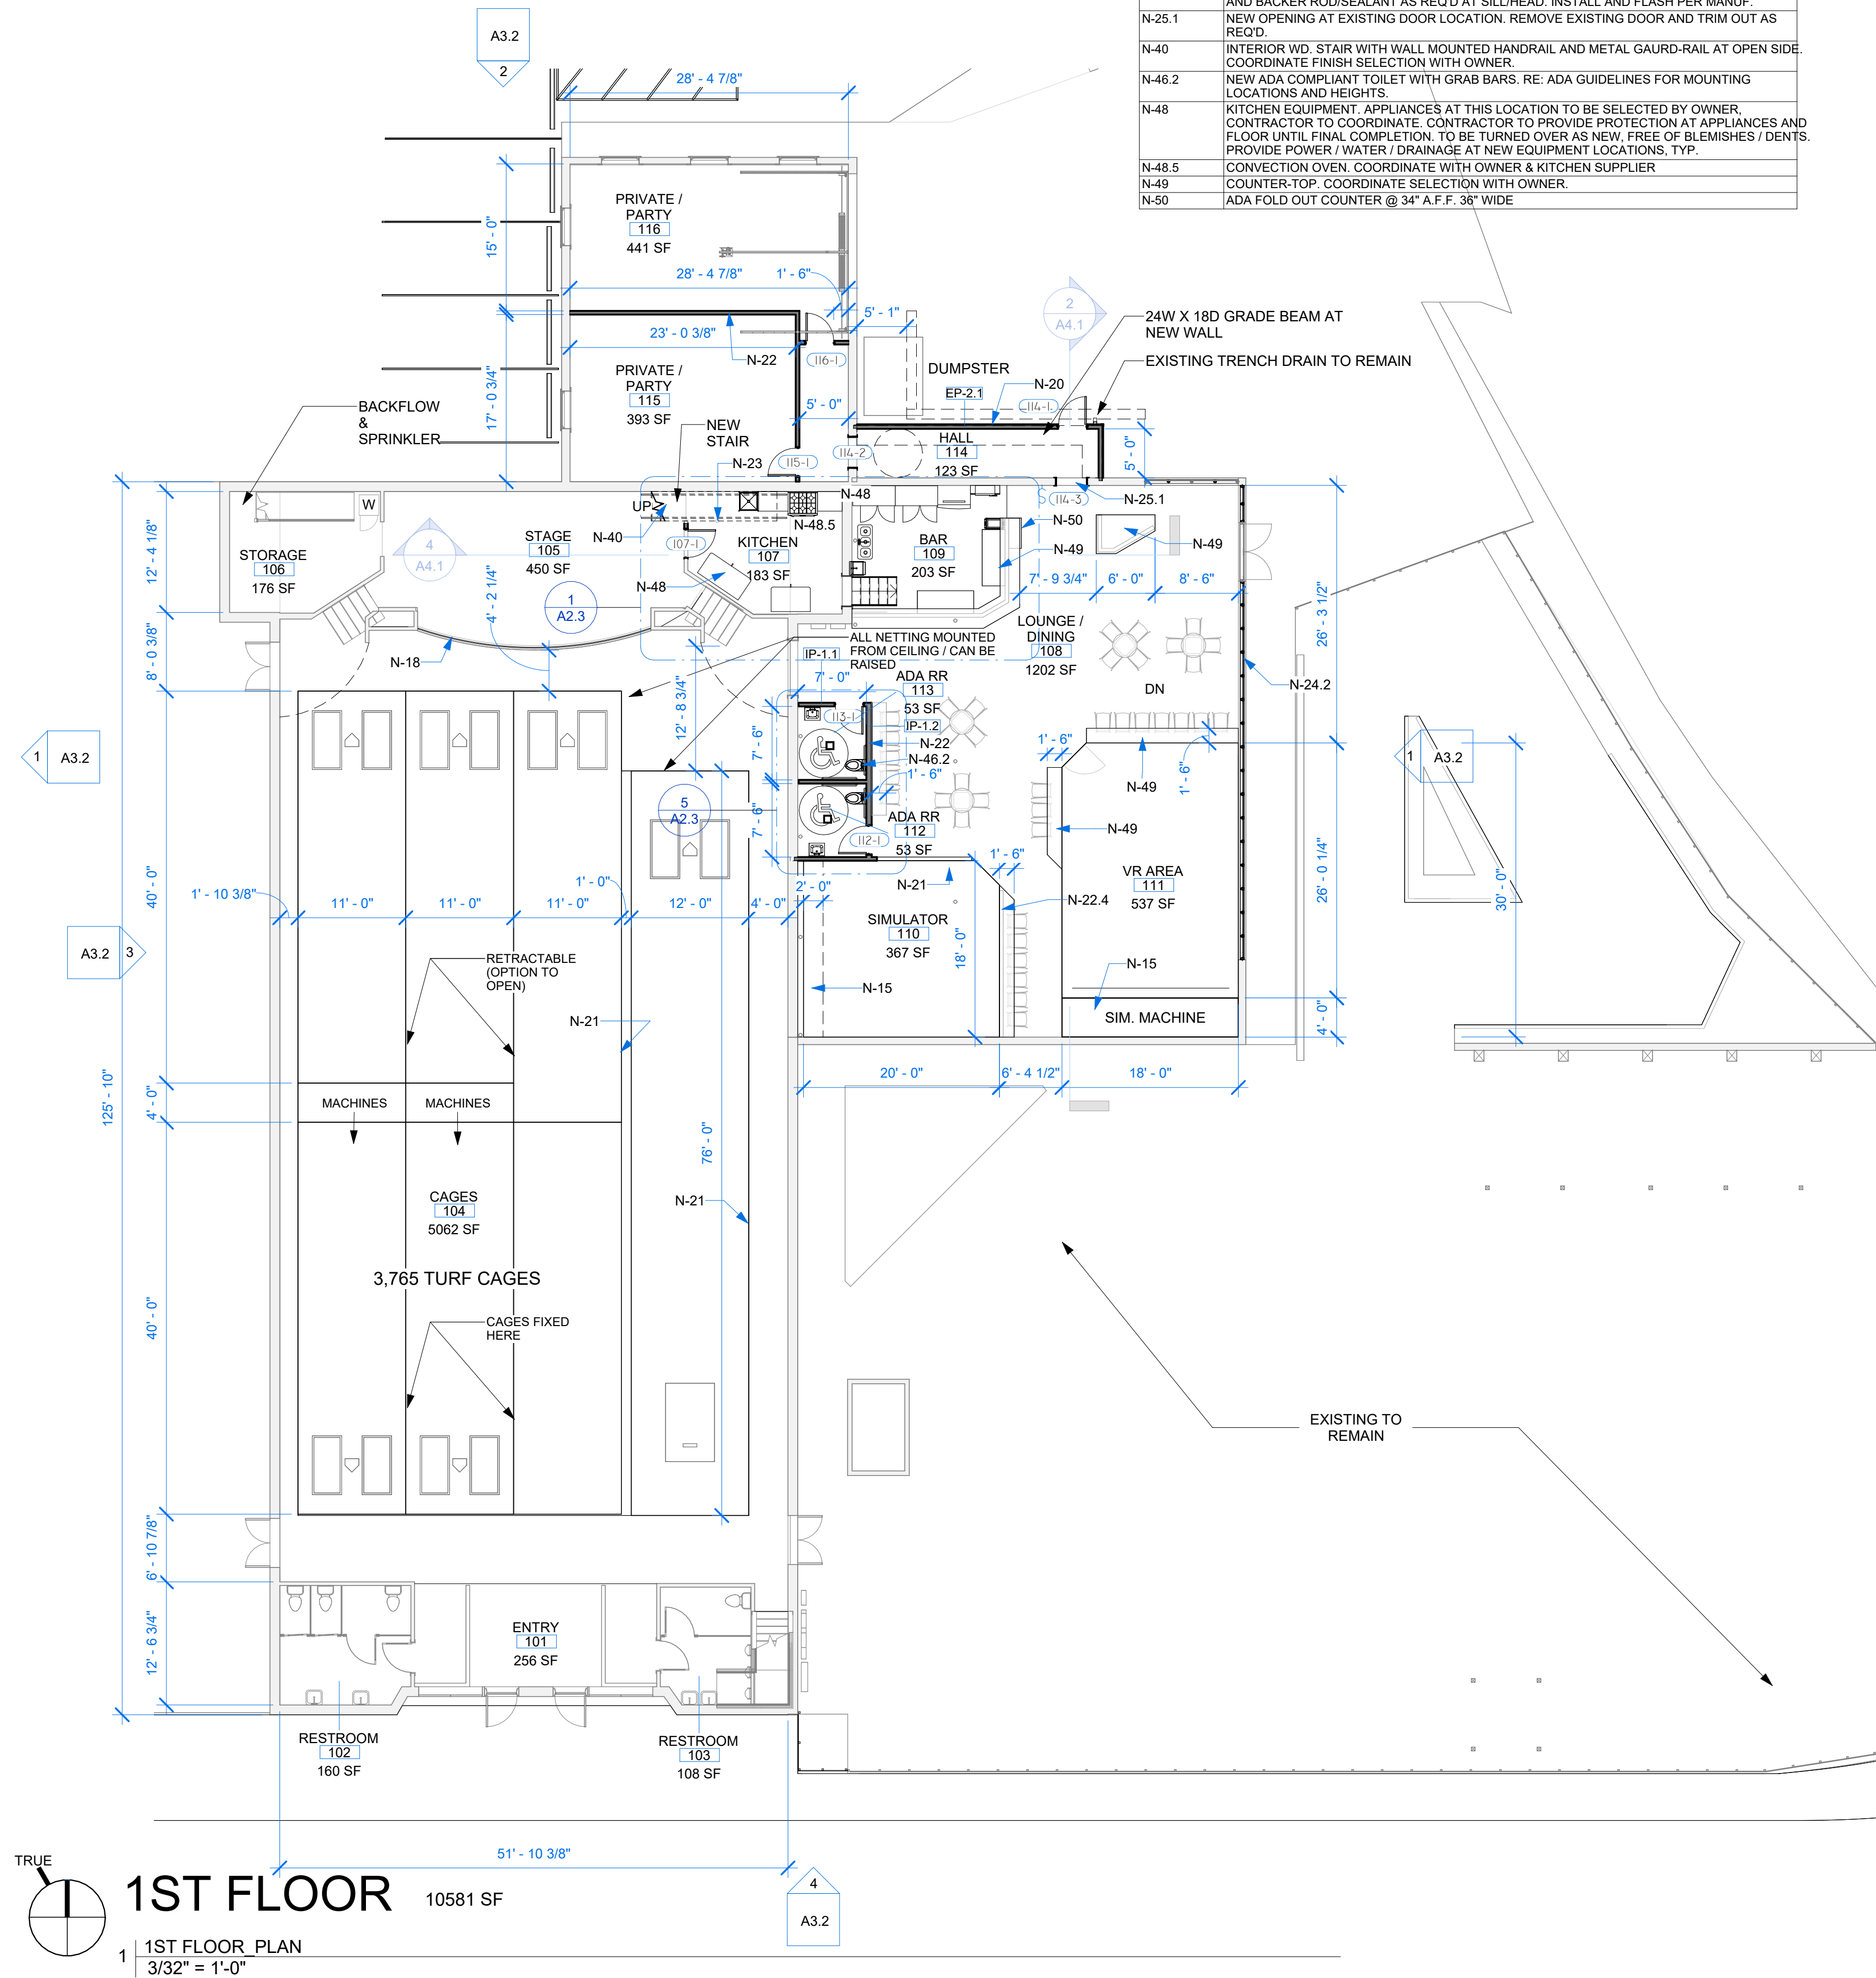 AND BACKER ROD/SEALANT AS REQ'D AT SILL/HEAD. INSTALL AND FLASH PER MANUF.
N-25.1 NEW OPENING AT EXISTING DOOR LOCATION. REMOVE EXISTING DOOR AND TRIM OUT AS
REQ'D.
N-40 INTERIOR WD. STAIR WITH WALL MOUNTED HANDRAIL AND METAL GAURD-RAIL AT OPEN SIDE.
COORDINATE FINISH SELECTION WITH OWNER.
N-46.2 NEW ADA COMPLIANT TOILET WITH GRAB BARS. RE: ADA GUIDELINES FOR MOUNTING
LOCATIONS AND HEIGHTS.
N-48 KITCHEN EQUIPMENT. APPLIANCES AT THIS LOCATION TO BE SELECTED BY OWNER,
CONTRACTOR TO COORDINATE. CONTRACTOR TO PROVIDE PROTECTION AT APPLIANCES AND
FLOOR UNTIL FINAL COMPLETION. TO BE TURNED OVER AS NEW, FREE OF BLEMISHES / DENTS.
PROVIDE POWER / WATER / DRAINAGE AT NEW EQUIPMENT LOCATIONS, TYP.
N-48.5 CONVECTION OVEN. COORDINATE WITH OWNER & KITCHEN SUPPLIER
N-49 COUNTER-TOP. COORDINATE SELECTION WITH OWNER.
N-50 ADA FOLD OUT COUNTER @ 34" A.F.F. 36" WIDE
A3.2
2
28' - 4 7/8"
15' - 0"
PRIVATE /
PARTY
116
441 SF
28' - 4 7/8"
1' - 6"
5' - 1"
2
A4.1
24W X 18D GRADE BEAM AT
NEW WALL
EXISTING TRENCH DRAIN TO REMAIN
23' - 0 3/8"
N-22
116-1
DUMPSTER
EP-2.1
N-20
114-1
17' - 0 3/4"
PRIVATE /
PARTY
115
393 SF
5' - 0"
BACKFLOW
&
SPRINKLER
NEW
STAIR
N-23
115-1
114-2
HALL
114
123 SF
5' - 0"
N-48
114-3
N-25.1
W
UP
N-48.5
N-50
12' - 4 1/8"
STORAGE
106
176 SF
4
A4.1
STAGE
105
450 SF
N-40
107-1
KITCHEN
107
183 SF
N-48
BAR
109
203 SF
N-49
N-49
7' - 9 3/4"
6' - 0"
8' - 6"
26' - 3 1/2"
1
A2.3
4' - 2 1/4"
8' - 0 3/8"
N-18
LOUNGE /
DINING
108
1202 SF
ALL NETTING MOUNTED
FROM CEILING / CAN BE
RAISED
IP-1.1
7' - 0"
12' - 8 3/4"
ADA RR
113
53 SF
113-1
IP-1.2
N-22
N-46.2
1' - 6"
7' - 6"
DN
N-24.2
1' - 6"
N-49
1' - 6"
1
A3.2
1
A3.2
5
A2.3
7' - 6"
ADA RR
112
53 SF
112-1
N-49
VR AREA
111
537 SF
26' - 0 1/4"
30' - 0"
40' - 0"
1' - 10 3/8"
11' - 0"
11' - 0"
11' - 0"
1' - 0"
12' - 0"
4' - 0"
2' - 0"
1' - 6"
N-21
N-22.4
SIMULATOR
110
367 SF
18' - 0"
A3.2
3
RETRACTABLE
(OPTION TO
OPEN)
N-21
N-15
N-15
SIM. MACHINE
4' - 0"
20' - 0"
6' - 4 1/2"
18' - 0"
125' - 10"
4' - 0"
MACHINES
MACHINES
76' - 0"
CAGES
104
5062 SF
N-21
3,765 TURF CAGES
40' - 0"
CAGES FIXED
HERE
EXISTING TO
REMAIN
6' - 10 7/8"
12' - 6 3/4"
ENTRY
101
256 SF
RESTROOM
102
160 SF
RESTROOM
103
108 SF
51' - 10 3/8"
TRUE
1ST FLOOR
10581 SF
4
A3.2
1
1ST FLOOR_PLAN
3/32" = 1'-0"